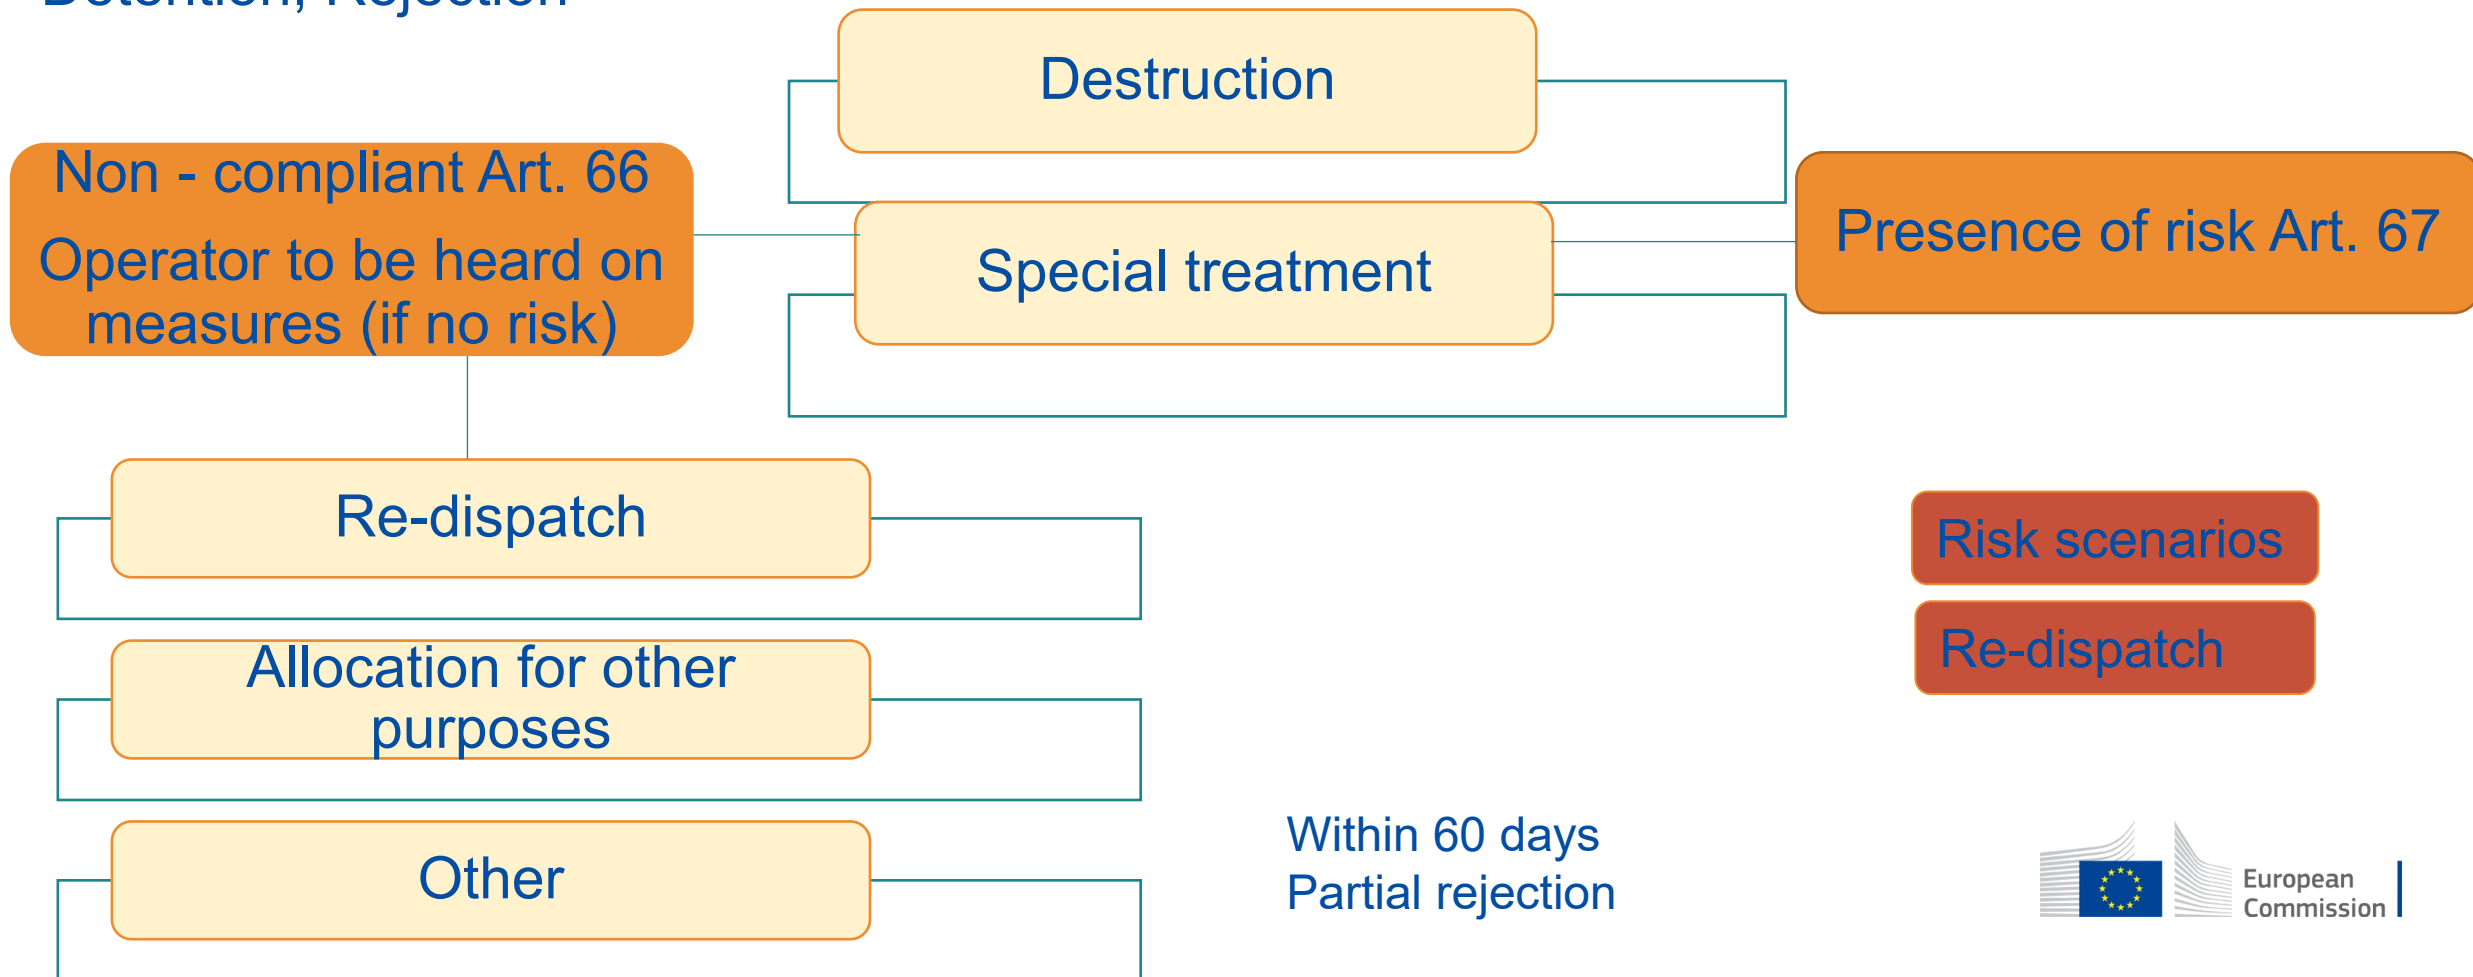 Detention, Rejection
Destruction
Non - compliant Art. 66
Operator to be heard on
measures (if no risk)
Special treatment
Presence of risk Art. 67
Re-dispatch
Allocation for other
purposes
Other
Risk scenarios
Re-dispatch
Within 60 days
Partial rejection
European
Commission